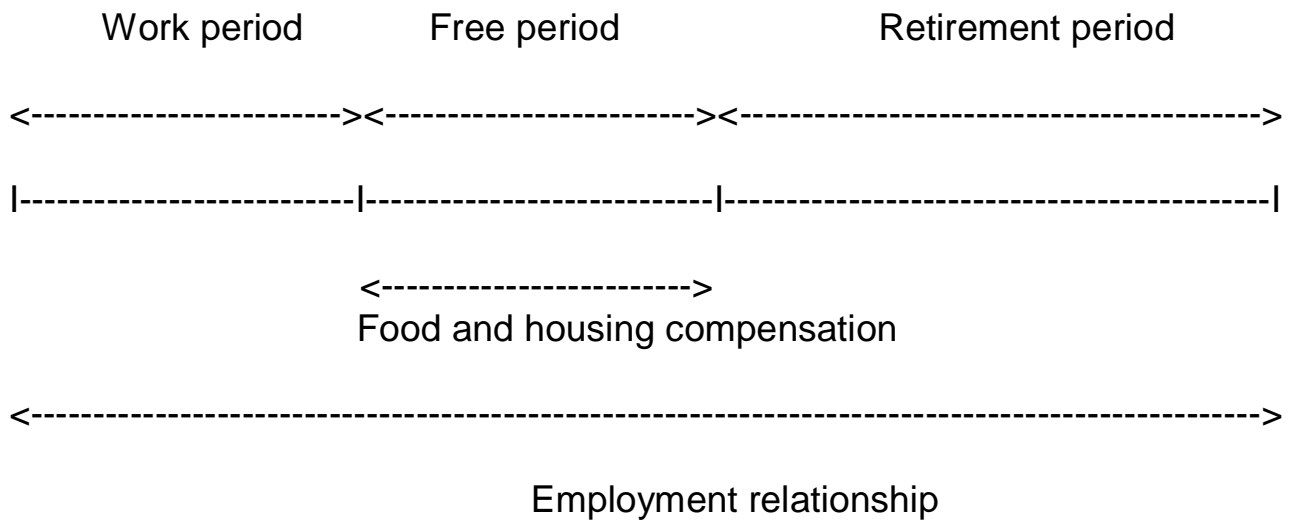 Work period Free period Retirement period
<-------------------------><-------------------------><------------------------------------------>
|---------------------------|----------------------------|--------------------------------------------|
<------------------------->
Food and housing compensation
<---------------------------------------------------------------------------------------------------->
Employment relationship